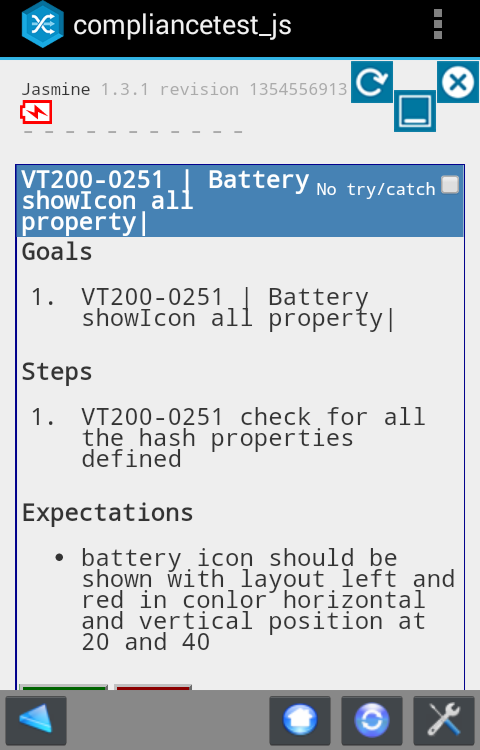 compliancetest_js
Jasmine 1.3.1 revision 1354556913
- - - - - - - - - - -
VT200-0251 | Battery
showIcon all
property|
No try/catch
Goals
1. VT200-0251 | Battery
showIcon all property|
Steps
1. VT200-0251 check for all
the hash properties
defined
Expectations
• battery icon should be
shown with layout left and
red in conlor horizontal
and vertical position at
20 and 40